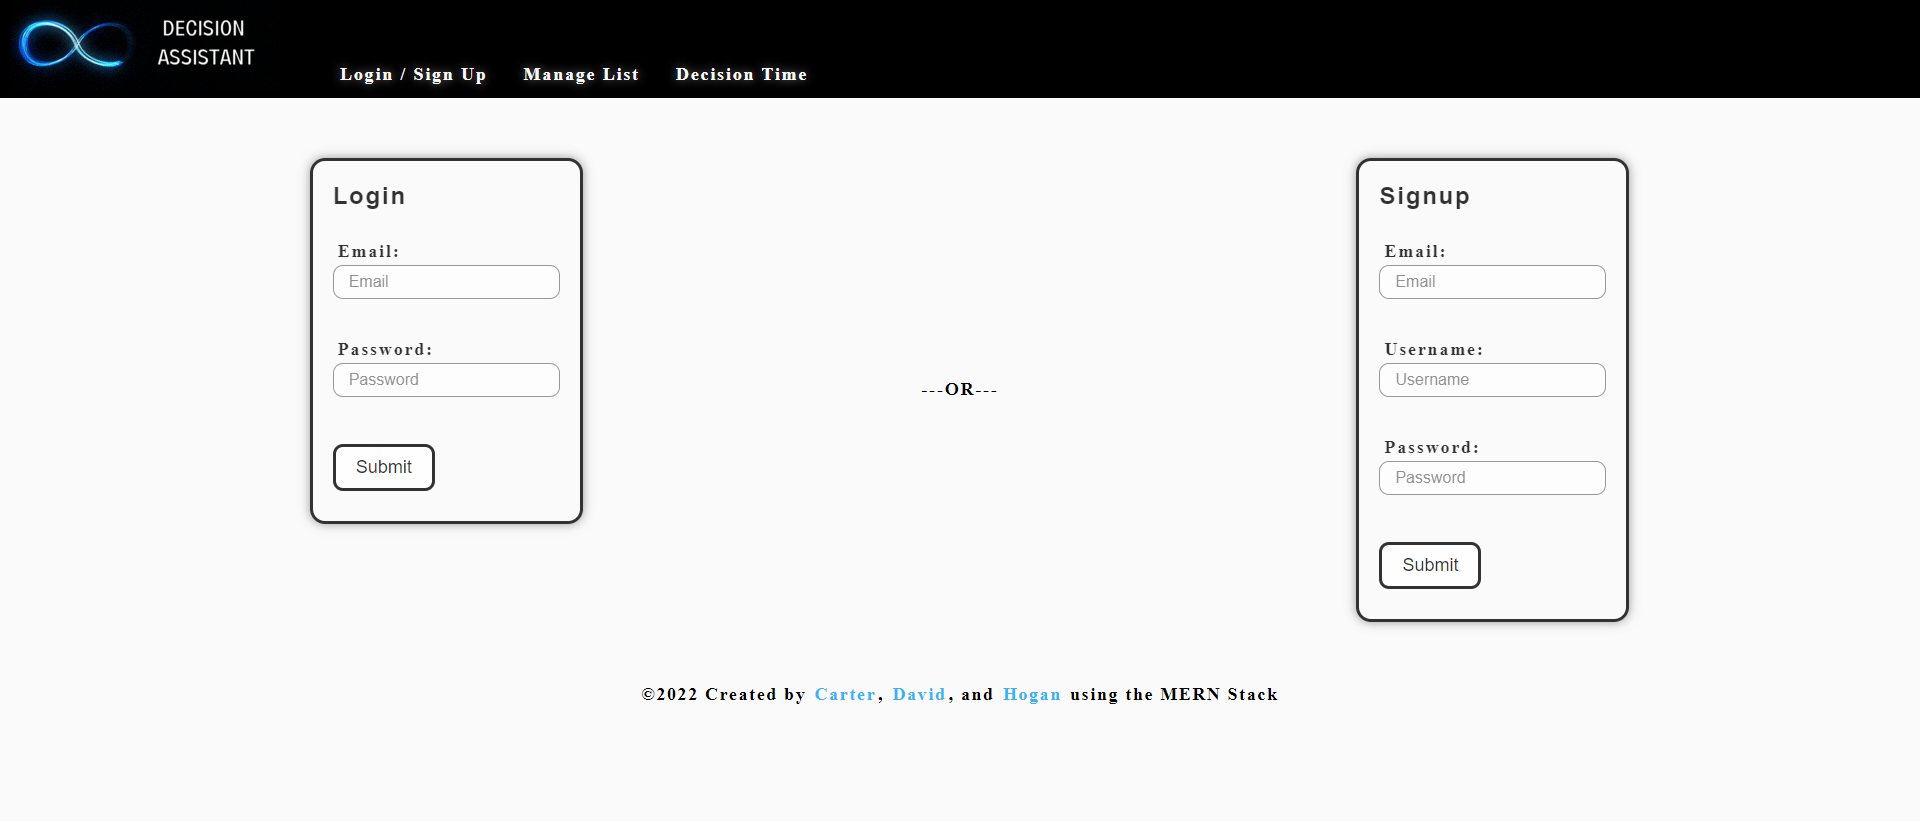 DECISION
ASSISTANT
Login / Sign Up Manage List Decision Time
Login
Email:
Email
Password:
Password
Submit
---OR---
Signup
Email:
Email
Username:
Username
Password:
Password
Submit
©2022 Created by Carter, David, and Hogan using the MERN Stack